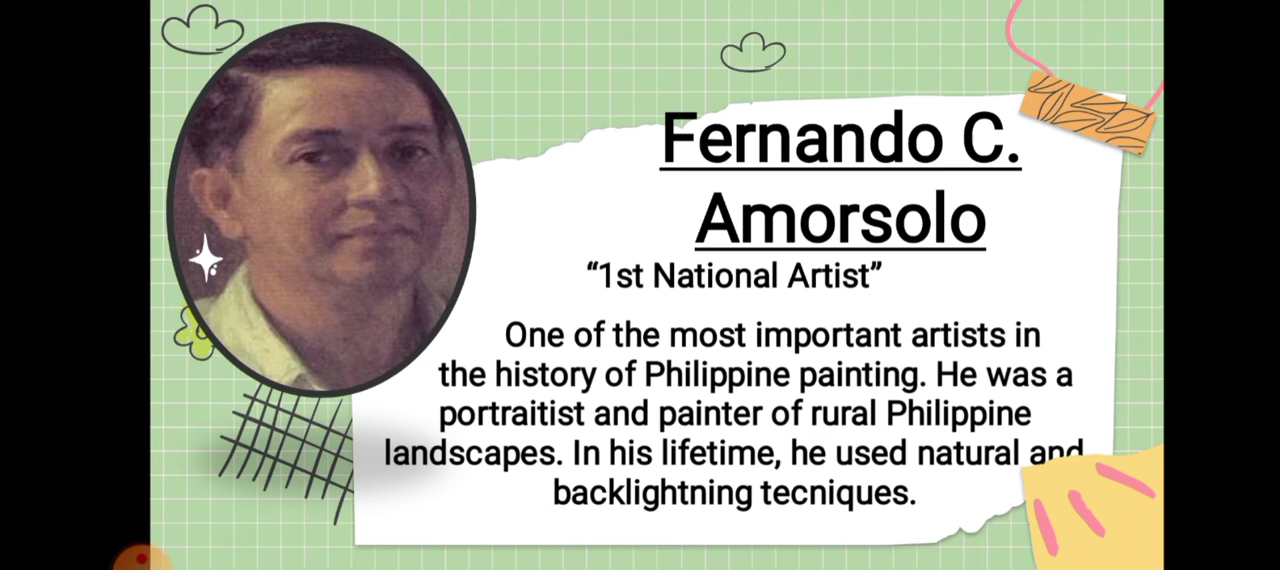 Fernando C.
Amorsolo
“1st National Artist”
One of the most important artists in
the history of Philippine painting. He was a
portraitist and painter of rural Philippine
landscapes. In his lifetime, he used natural and
backlightning tecniques.